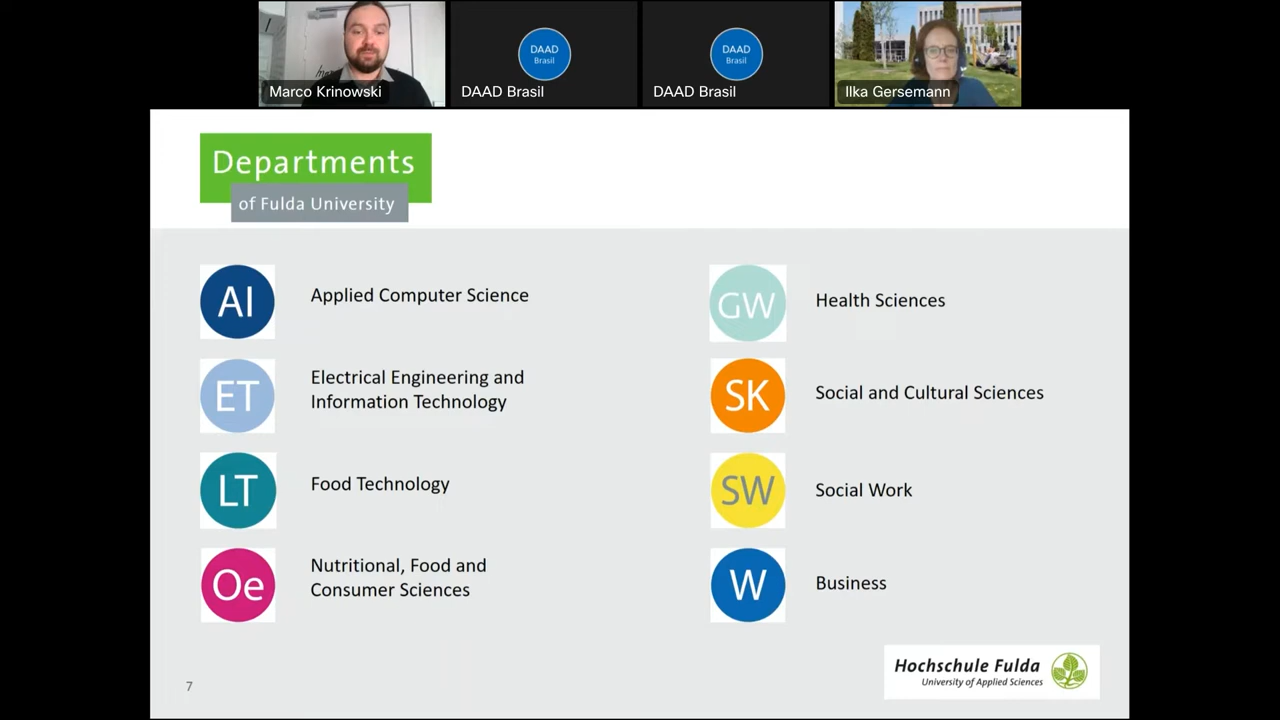 Marco Krinowski
DAAD
Brasil
DAAD Brasil
DAAD
Brasil
DAAD Brasil
Ilka Gersemann
Departments
of Fulda University
AI
Applied Computer Science
ET
Electrical Engineering and
Information Technology
LT
Food Technology
Oe
Nutritional, Food and
Consumer Sciences
GW
Health Sciences
SK
Social and Cultural Sciences
SW
Social Work
W
Business
7
Hochschule Fulda
University of Applied Sciences